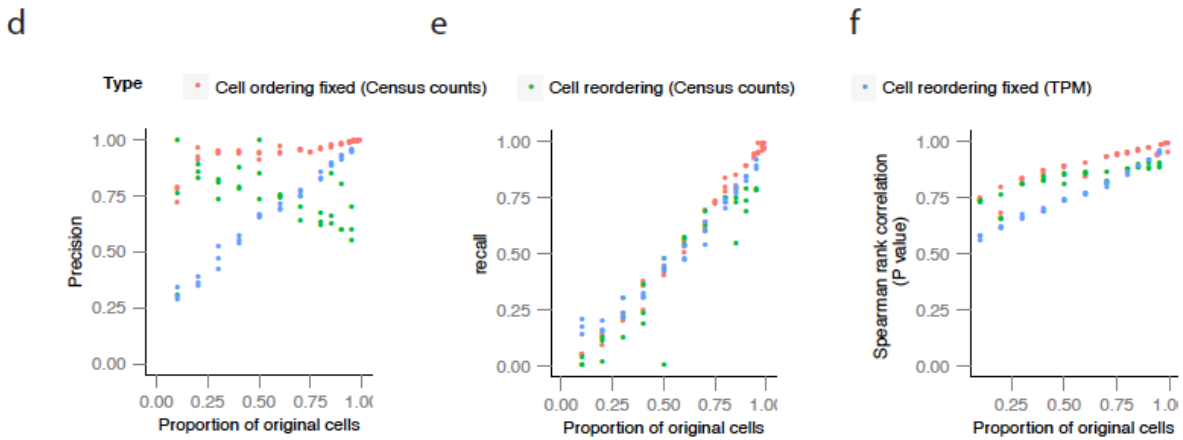 d e f
Type Cell ordering fixed (Census counts) Cell reordering (Census counts) Cell reordering fixed (TPM)
Precision
1.00
0.75
0.50
0.25
0.00
0.00 0.25 0.50 0.75 1.0
Proportion of original cells
recall
1.00
0.75
0.50
0.25
0.00
0.00 0.25 0.50 0.75 1.0
Proportion of original cells
Spearman rank correlation
(P value)
1.00
0.75
0.50
0.25
0.00
0.25 0.50 0.75 1.0
Proportion of original cells